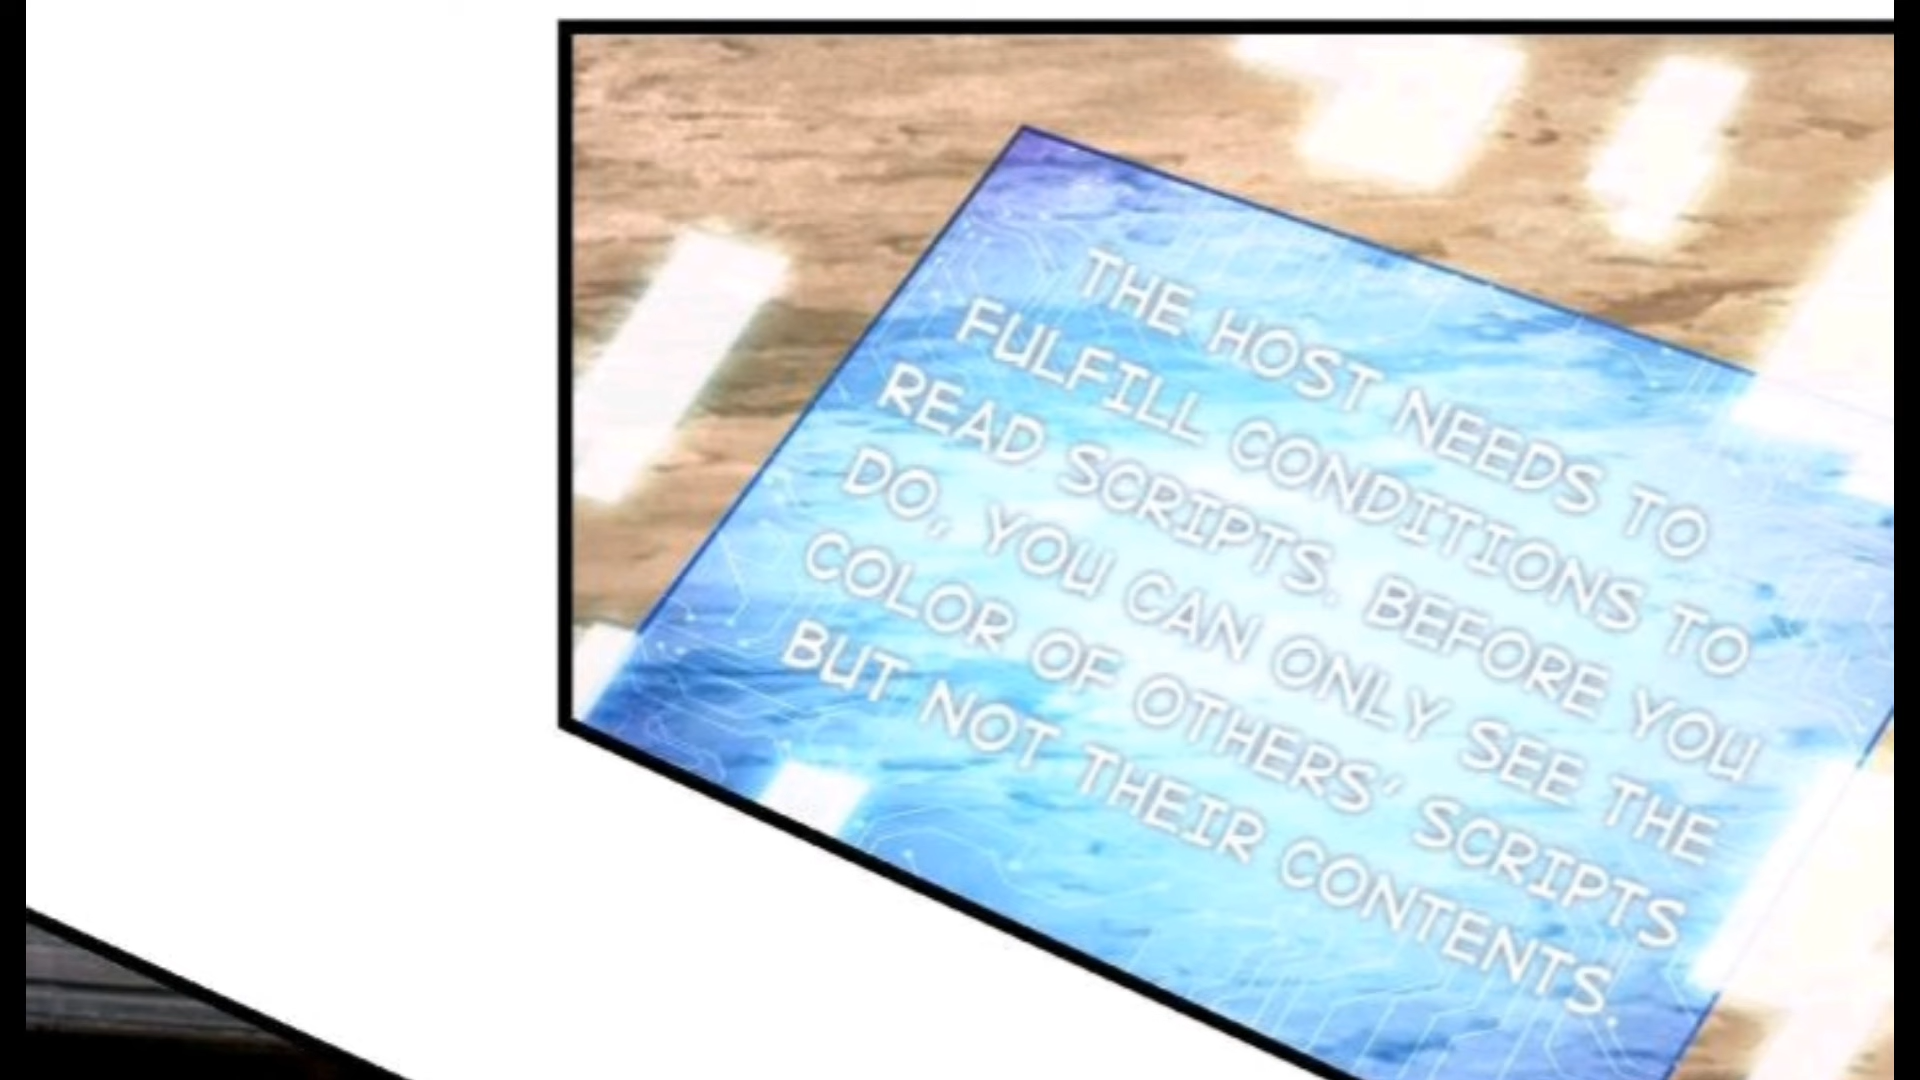 THE HOST NEEDS TO
FULFILL CONDITIONS TO
READ SCRIPTS. BEFORE YOU
DO, YOU CAN ONLY SEE THE
COLOR OF OTHERS' SCRIPTS
BUT NOT THEIR CONTENTS.